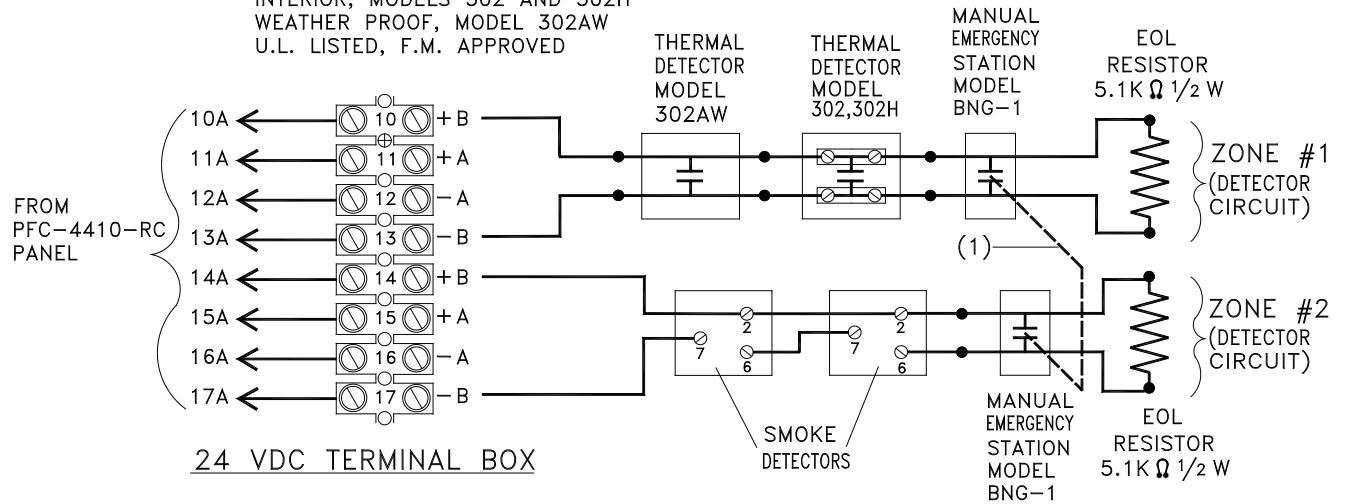 INTERIOR, MODELS 302 AND 302H
WEATHER PROOF, MODEL 302AW
U.L. LISTED, F.M. APPROVED
THERMAL
DETECTOR
MODEL
302AW
THERMAL
DETECTOR
MODEL
302,302H
MANUAL
EMERGENCY
STATION
MODEL
BNG-1
EOL
RESISTOR
5.1K Ω 1/2 W
10A 10 +B
11A 11 +A
12A 12 -A
13A 13 -B
14A 14 +B
15A 15 +A
16A 16 -A
17A 17 -B
FROM
PFC-4410-RC
PANEL
ZONE #1
(DETECTOR
CIRCUIT)
(1)
2
7
6
2
7
6
ZONE #2
(DETECTOR
CIRCUIT)
SMOKE
DETECTORS
MANUAL
EMERGENCY
STATION
MODEL
BNG-1
EOL
RESISTOR
5.1K Ω 1/2 W
24 VDC TERMINAL BOX